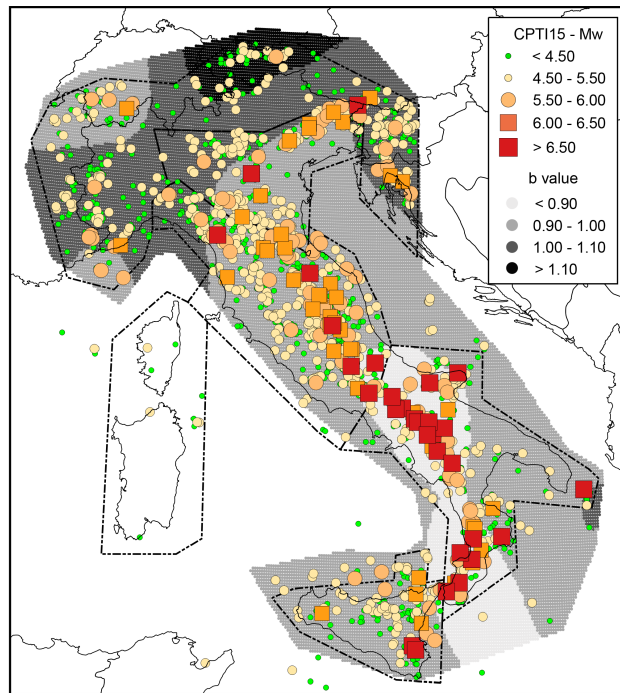 CPTI15 - Mw
< 4.50
4.50 - 5.50
5.50 - 6.00
6.00 - 6.50
> 6.50
b value
< 0.90
0.90 - 1.00
1.00 - 1.10
> 1.10